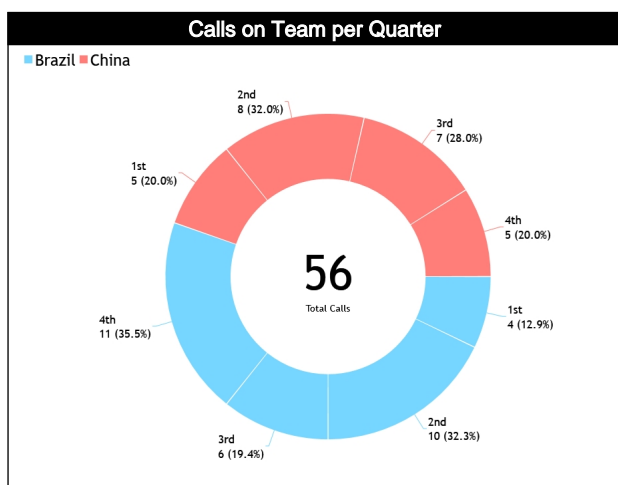 Calls on Team per Quarter
Brazil China
2nd
8 (32.0%)
3rd
7 (28.0%)
1st
5 (20.0%)
4th
5 (20.0%)
56
Total Calls
1st
4 (12.9%)
4th
11 (35.5%)
2nd
10 (32.3%)
3rd
6 (19.4%)